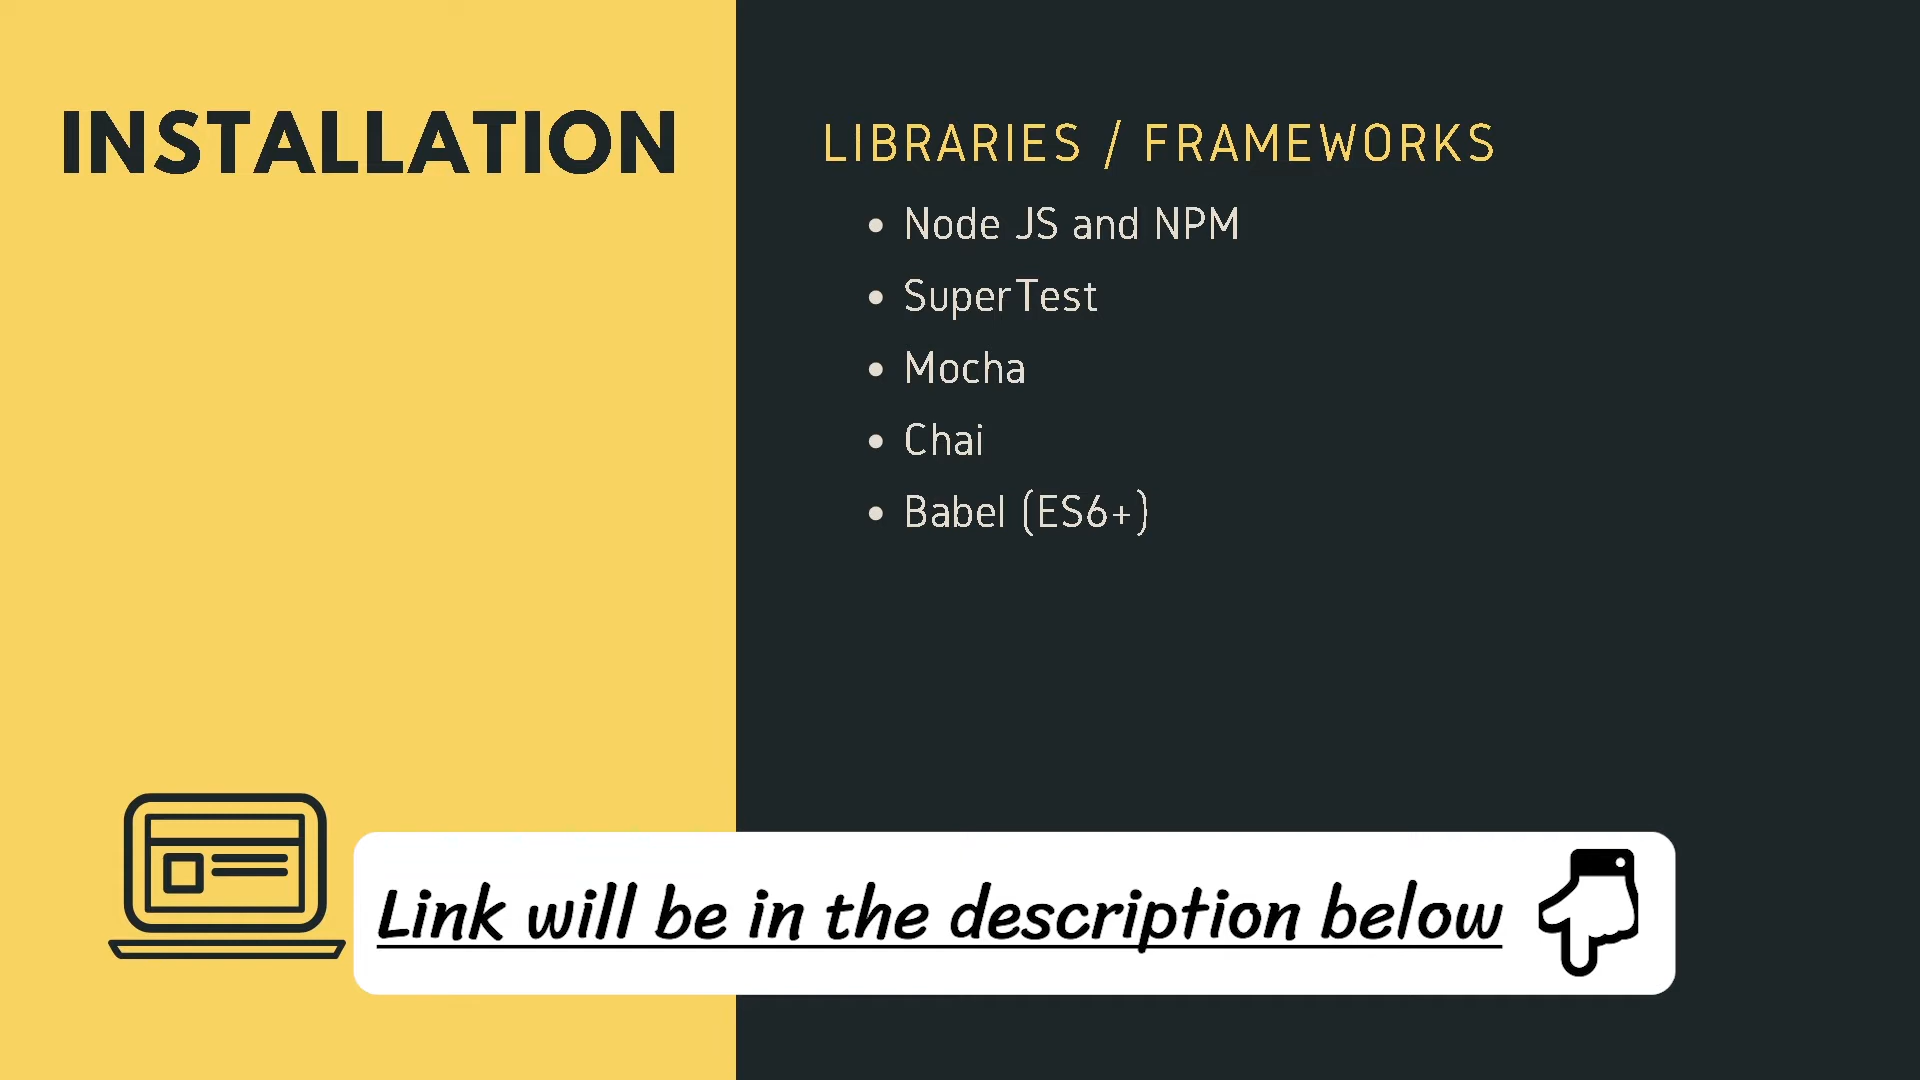 INSTALLATION
LIBRARIES / FRAMEWORKS
• Node JS and NPM
• SuperTest
• Mocha
• Chai
• Babel (ES6+)
Link will be in the description below